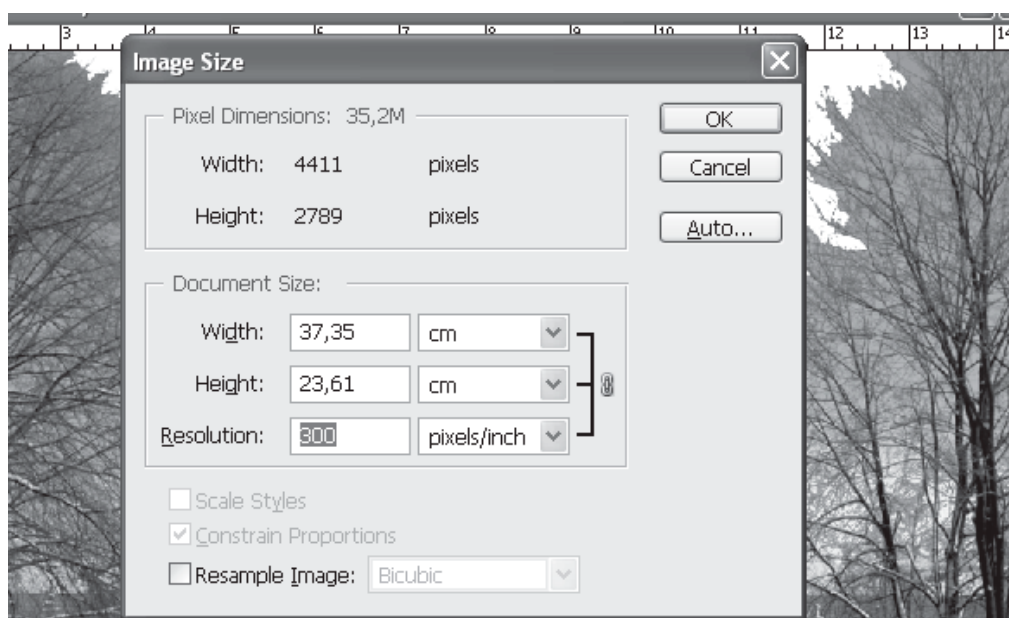 3 4 5 6 7 8 9 10 11 12 13 14
Image Size
Pixel Dimensions: 35,2M
Width: 4411 pixels
Height: 2789 pixels
OK
Cancel
Auto...
Document Size:
Width: 37,35 cm
Height: 23,61 cm
Resolution: 300 pixels/inch
Scale Styles
Constrain Proportions
Resample Image: Bicubic